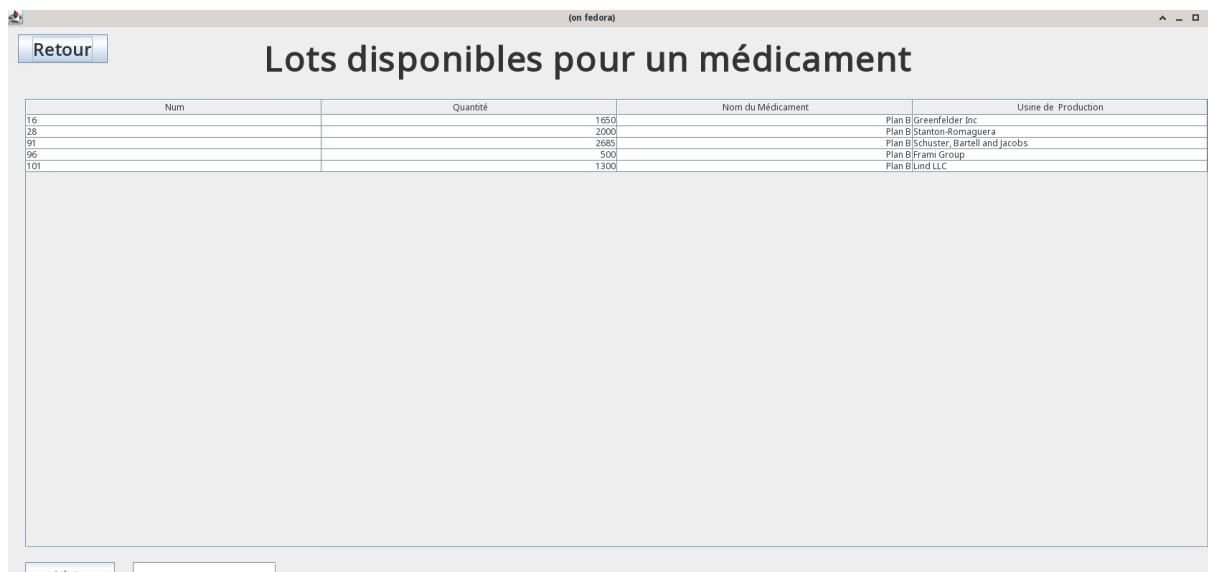 (on fedora)
Retour
Lots disponibles pour un médicament
Num Quantité Nom du Médicament Usine de Production
16 1650 Plan B Greenfelder Inc
28 2000 Plan B Stanton-Romaguera
91 2685 Plan B Schuster, Bartell and Jacobs
96 500 Plan B Frami Group
101 1300 Plan B Lind LLC